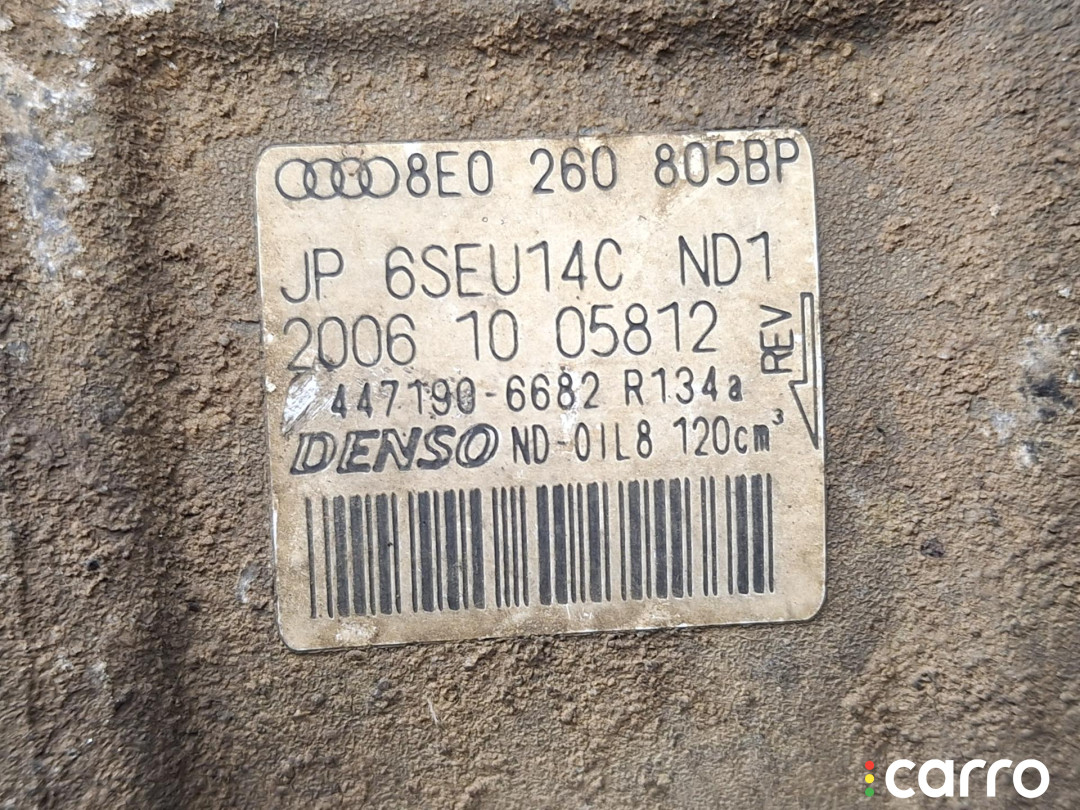 8E0 260 805BP
JP 6SEU14C ND1
2006 10 05812
REV
447190-6682 R134a
DENSO ND-OIL8 120cm³
carro